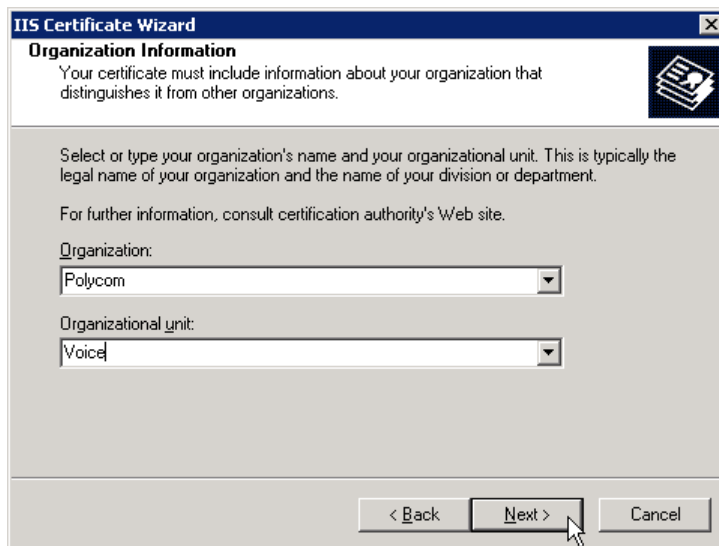 IIS Certificate Wizard
Organization Information
Your certificate must include information about your organization that
distinguishes it from other organizations.
Select or type your organization's name and your organizational unit. This is typically the
legal name of your organization and the name of your division or department.
For further information, consult certification authority's Web site.
Organization:
Polycom
Organizational unit:
Voice
< Back Next > Cancel